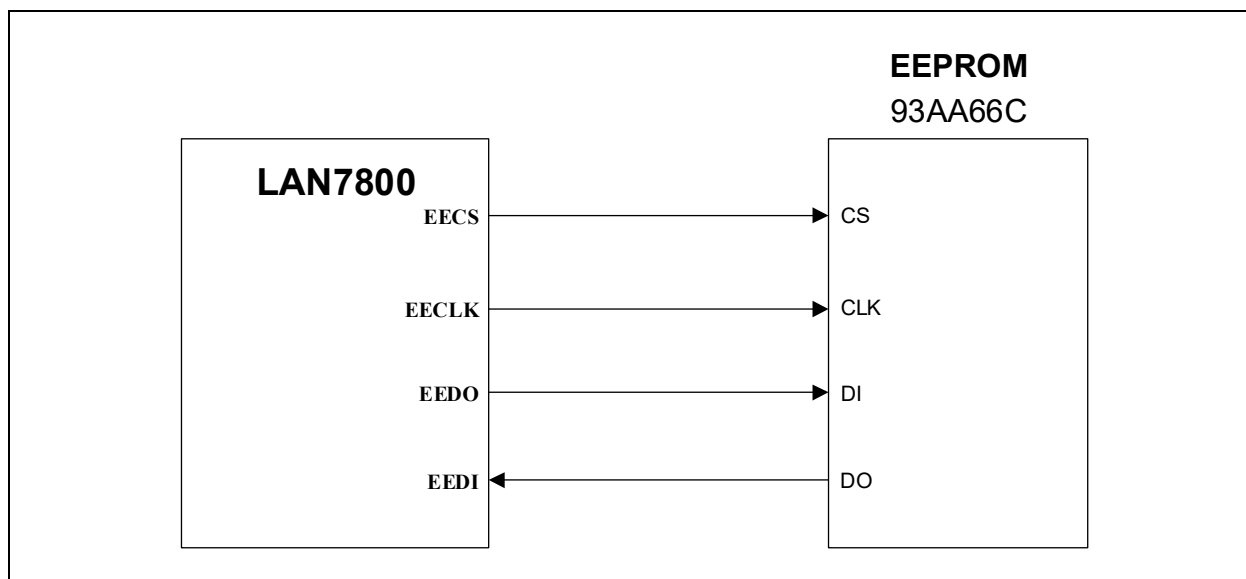 EEPROM
93AA66C
LAN7800
EECS
CS
EECLK
CLK
EEDO
DI
EEDI
DO